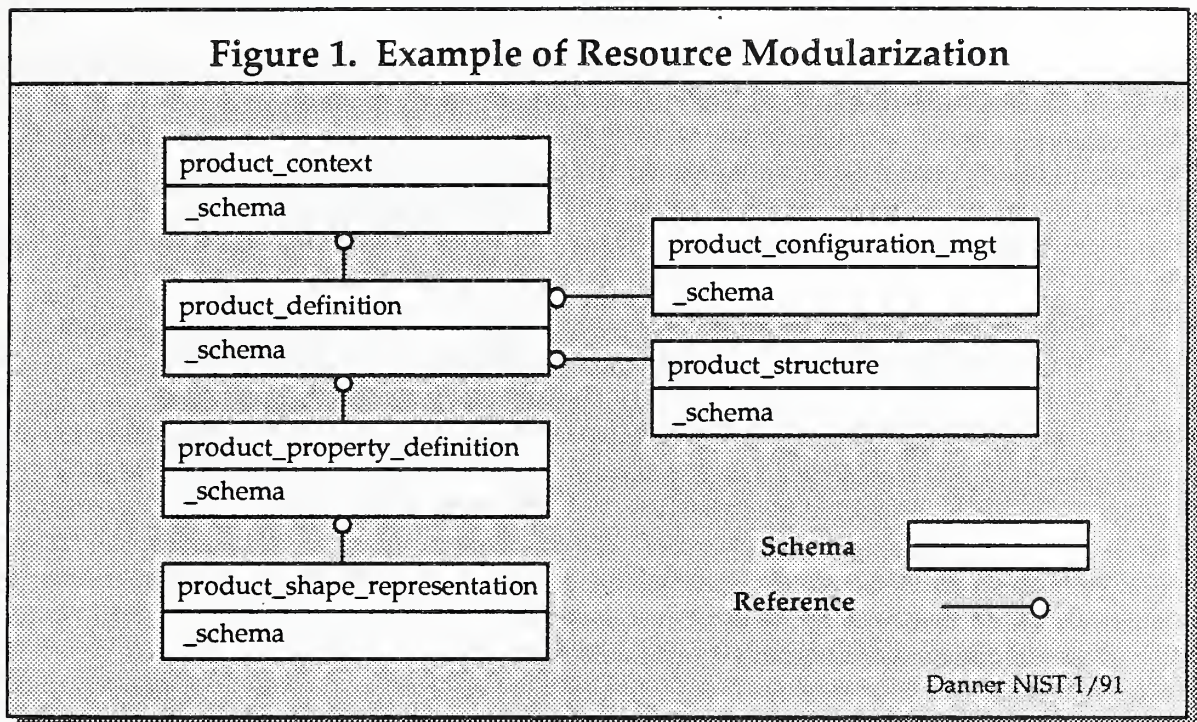 Figure 1. Example of Resource Modularization
product_context
_schema
product_definition
_schema
product_property_definition
_schema
product_shape_representation
_schema
product_configuration_mgt
_schema
product_structure
_schema
Schema
Reference
Danner NIST 1/91